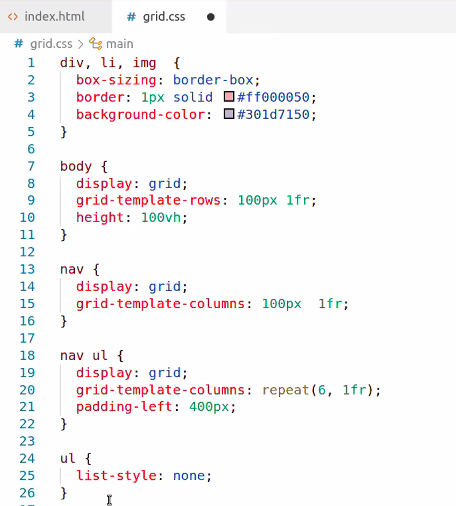 index.html
grid.css
grid.css > main
1 div, li, img  {
2   box-sizing: border-box;
3   border: 1px solid #ff000050;
4   background-color: #301d7150;
5 }
6
7 body {
8   display: grid;
9   grid-template-rows: 100px 1fr;
10   height: 100vh;
11 }
12
13 nav {
14   display: grid;
15   grid-template-columns: 100px  1fr;
16 }
17
18 nav ul {
19   display: grid;
20   grid-template-columns: repeat(6, 1fr);
21   padding-left: 400px;
22 }
23
24 ul {
25   list-style: none;
26 }